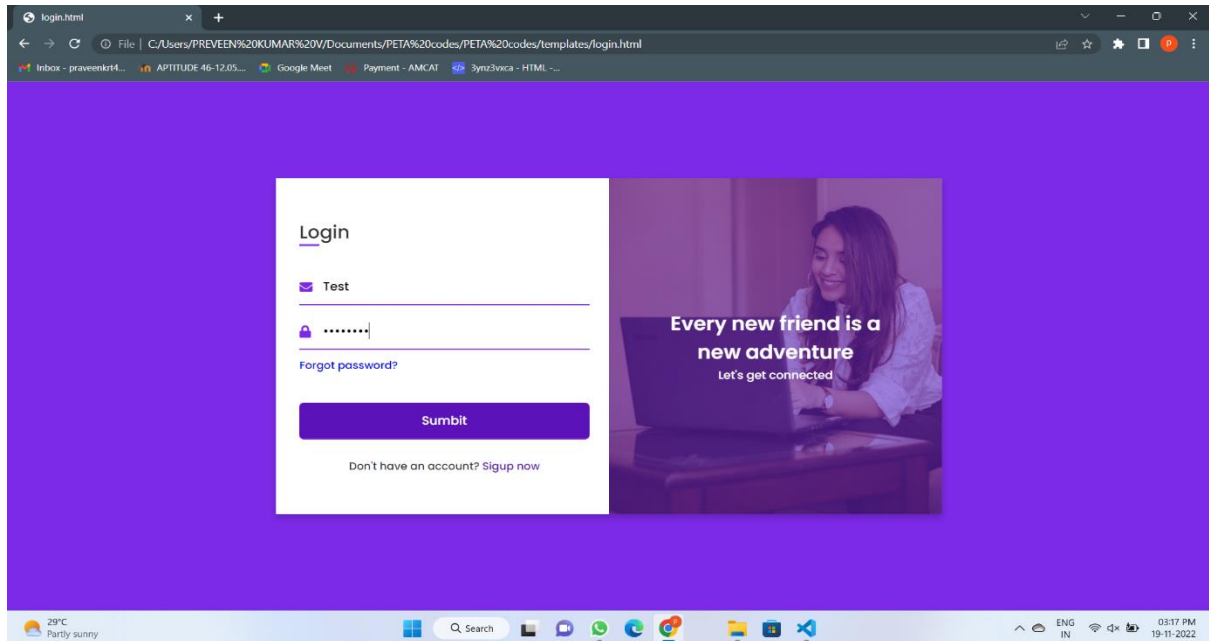 login.html
File | C:/Users/PREVEEN%20KUMAR%20V/Documents/PETA%20codes/PETA%20codes/templates/login.html
Inbox - praveenkrt4... APTITUDE 46-12.05.... Google Meet Payment - AMCAT 3ynz3vxca - HTML -...
Login
Test
Forgot password?
Sumbit
Don't have an account? Sigup now
Every new friend is a
new adventure
Let's get connected
29°C
Partly sunny
Search
ENG
IN
03:17 PM
19-11-2022